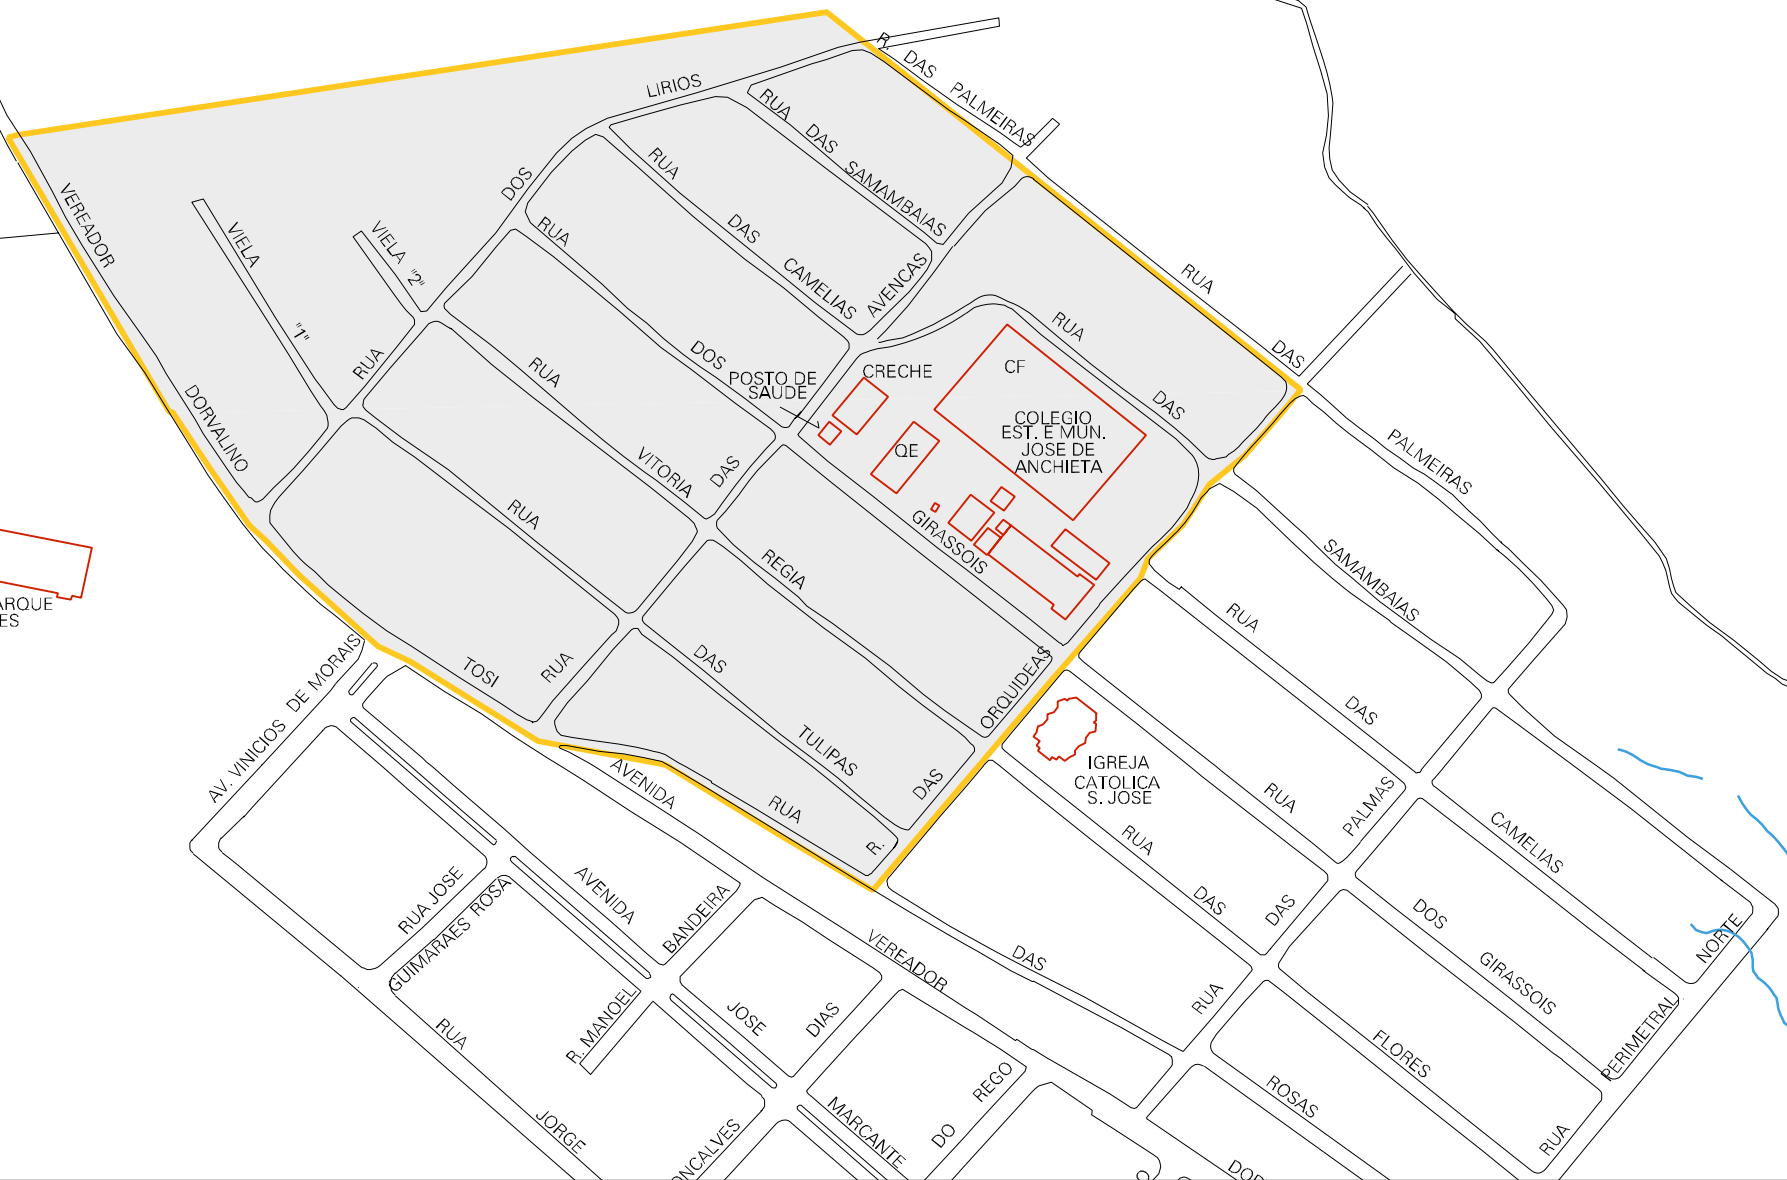 R. DAS PALMEIRAS
LIRIOS
RUA DAS SAMAMBAIAS
DOS
RUA DAS CAMELIAS
AVENCAS
VEREADOR
VIELA "1"
VIELA "2"
RUA DOS
RUA DAS PALMEIRAS
RUA DAS
RUA
DORVALINO
RUA VITORIA
DAS
POSTO DE
SAUDE
CRECHE
CF
COLEGIO
EST. E MUN.
JOSE DE
ANCHIETA
QE
GIRASSOIS
RUA
REGIA
SAMAMBAIAS
ARQUE
ES
TOSI
RUA
DAS
TULIPAS
ORQUIDEAS
DAS
R.
RUA DAS
CAMELIAS
AV. VINICIOS DE MORAIS
AVENIDA
RUA
IGREJA
CATOLICA
S. JOSE
RUA
DOS
GIRASSOIS
PALMAS
DAS
RUA
RUA DAS
FLORES
RUA JOSE
GUIMARAES ROSA
AVENIDA
BANDEIRA
VEREADOR
DAS
ROSAS
NORTE
PERIMETRAL
RUA
R. MANOEL
JOSE
DIAS
RUA
JORGE
MARCANTE
DO
REGO
ONCALVES
DOR
O